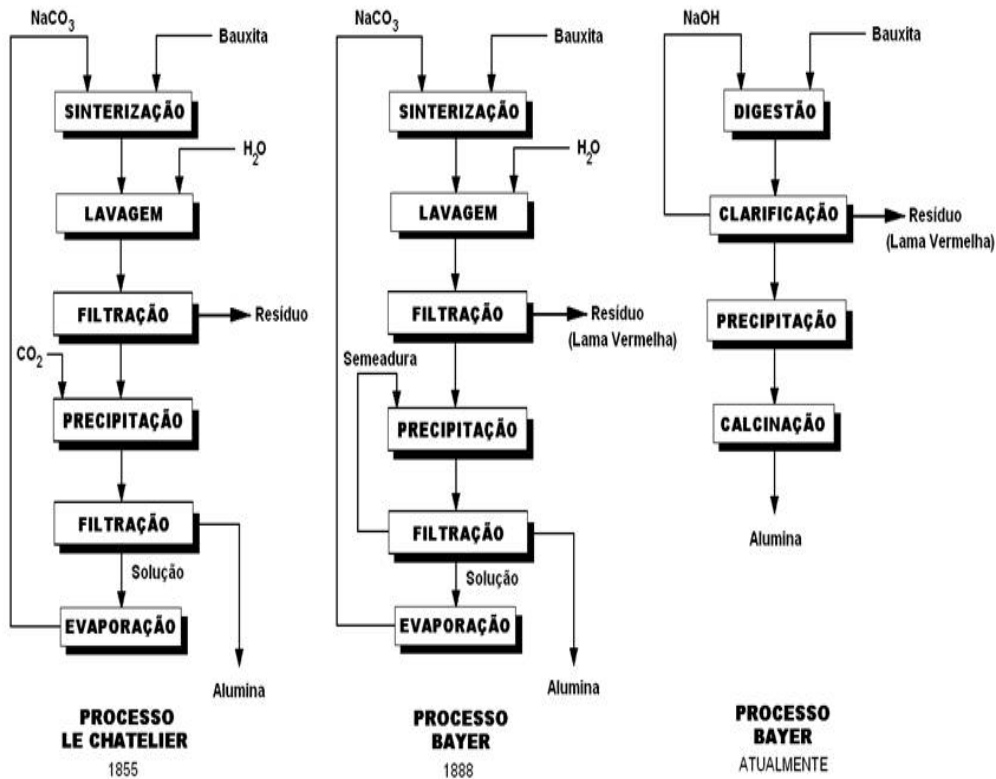 NaCO₃
Bauxita
SINTERIZAÇÃO
H₂O
LAVAGEM
FILTRAÇÃO
Resíduo
CO₂
PRECIPITAÇÃO
FILTRAÇÃO
Solução
EVAPORAÇÃO
Alumina
PROCESSO
LE CHATELIER
1855
NaCO₃
Bauxita
SINTERIZAÇÃO
H₂O
LAVAGEM
FILTRAÇÃO
Resíduo
(Lama Vermelha)
Semeadura
PRECIPITAÇÃO
FILTRAÇÃO
Solução
EVAPORAÇÃO
Alumina
PROCESSO
BAYER
1888
NaOH
Bauxita
DIGESTÃO
CLARIFICAÇÃO
Resíduo
(Lama Vermelha)
PRECIPITAÇÃO
CALCINAÇÃO
Alumina
PROCESSO
BAYER
ATUALMENTE